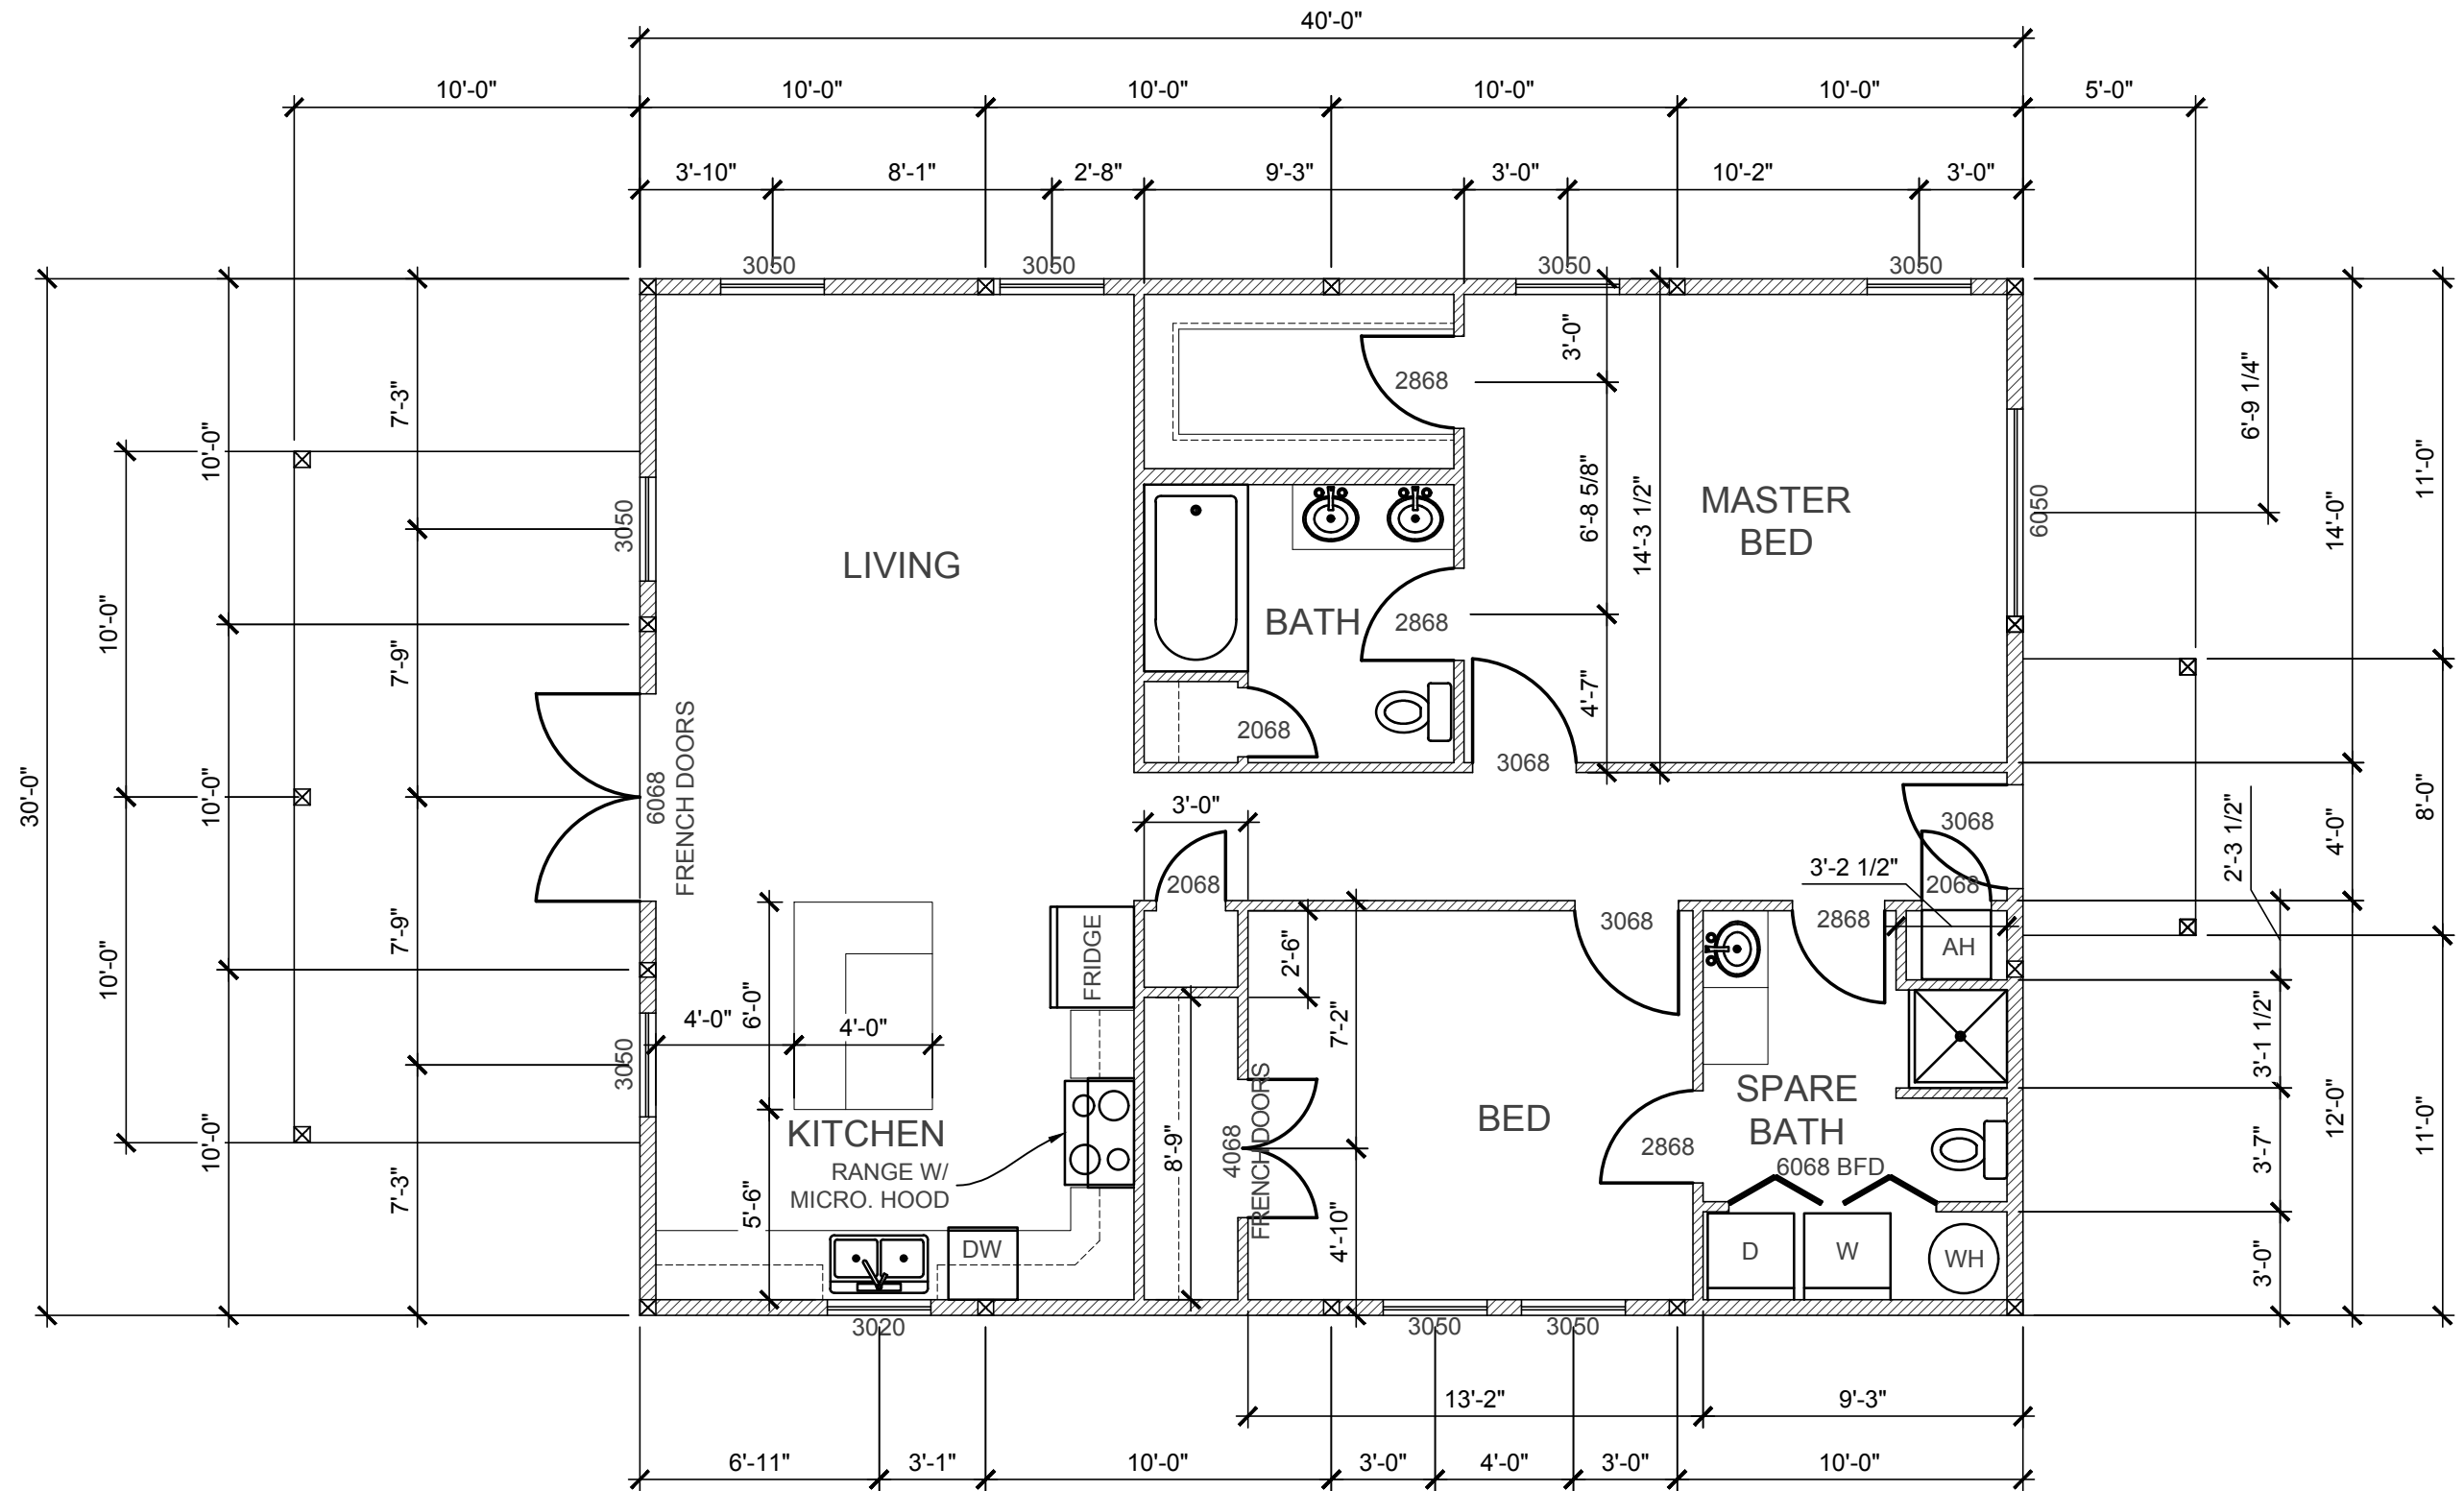 40'-0"
10'-0" 10'-0" 10'-0" 10'-0" 10'-0" 5'-0"
3'-10" 8'-1" 2'-8" 9'-3" 3'-0" 10'-2" 3'-0"
3050 3050 3050 3050
3'-0"
6'-8 5/8"
4'-7"
14'-3 1/2"
6'-9 1/4"
14'-0"
11'-0"
7'-3"
10'-0"
3050
10'-0"
7'-9"
30'-0"
10'-0"
6068
FRENCH DOORS
10'-0"
7'-9"
3050
10'-0"
7'-3"
LIVING
2868
MASTER
BED
6050
BATH
2868
2068
3068
3'-0"
3068
2'-3 1/2"
4'-0"
8'-0"
3'-2 1/2"
2068
2068
3068
2868
AH
FRIDGE
2'-6"
7'-2"
4'-0"
6'-0"
4'-0"
KITCHEN
RANGE W/
MICRO. HOOD
5'-6"
DW
8'-9"
4068
FRENCH DOORS
4'-10"
BED
2868
SPARE
BATH
6068 BFD
D
W
WH
3'-1 1/2"
3'-7"
3'-0"
12'-0"
11'-0"
3020 3050 3050
13'-2" 9'-3"
6'-11" 3'-1" 10'-0" 3'-0" 4'-0" 3'-0" 10'-0"